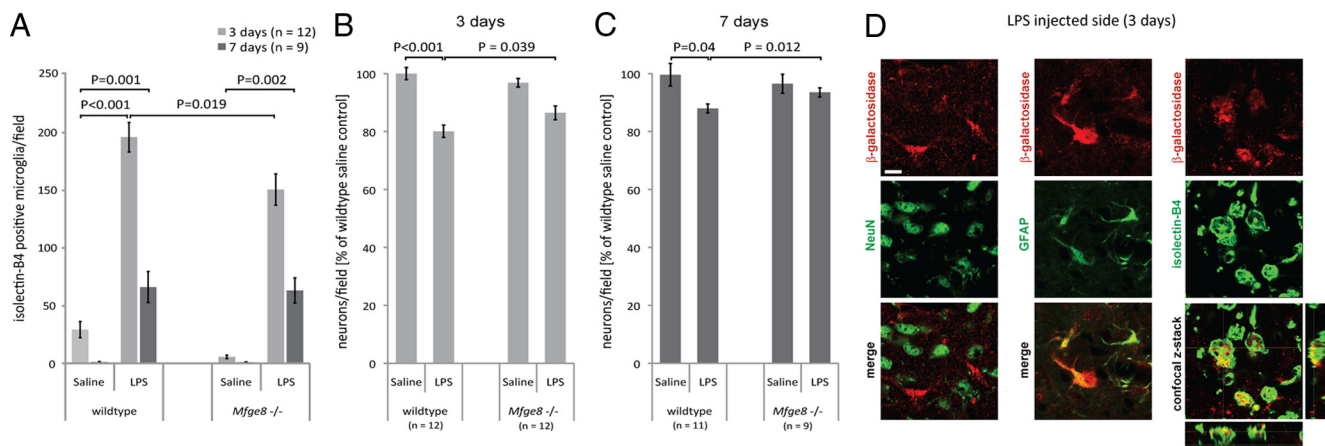 A
3 days (n = 12)
7 days (n = 9)
isolectin-B4 positive microglia/field
250
200
150
100
50
0
P=0.001
P<0.001
P=0.019
P=0.002
Saline LPS Saline LPS
wildtype Mfge8 -/-
B
3 days
neurons/field [% of wildtype saline control]
100
80
60
40
20
0
P<0.001
P = 0.039
Saline LPS Saline LPS
wildtype Mfge8 -/-
(n = 12) (n = 12)
C
7 days
neurons/field [% of wildtype saline control]
100
80
60
40
20
0
P=0.04
P = 0.012
Saline LPS Saline LPS
wildtype Mfge8 -/-
(n = 11) (n = 9)
D
LPS injected side (3 days)
β-galactosidase
NeuN
merge
β-galactosidase
GFAP
merge
β-galactosidase
isolectin-B4
confocal z-stack